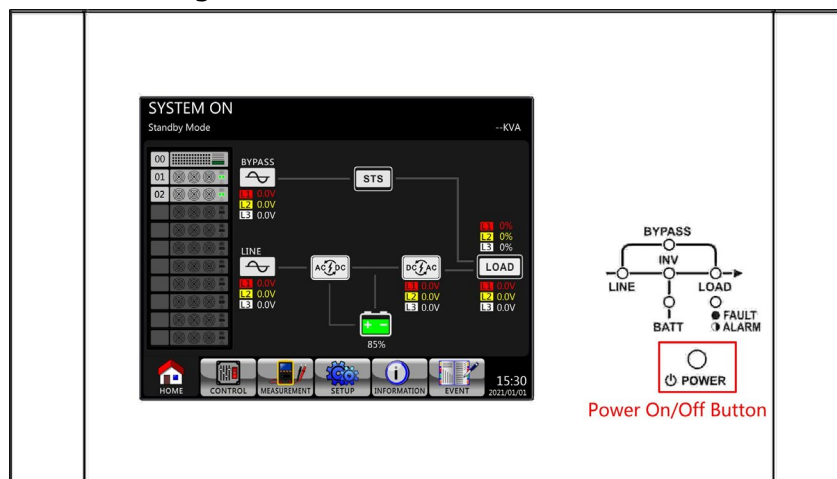 g
SYSTEM ON
Standby Mode
--KVA
00
01
02
BYPASS
L1 0.0V
L2 0.0V
L3 0.0V
STS
L1 0%
L2 0%
L3 0%
LINE
L1 0.0V
L2 0.0V
L3 0.0V
AC DC
DC AC
L1 0.0V
L2 0.0V
L3 0.0V
LOAD
L1 0.0V
L2 0.0V
L3 0.0V
+ -
85%
HOME
CONTROL
MEASUREMENT
SETUP
INFORMATION
EVENT
15:30
2021/01/01
BYPASS
INV
LINE
LOAD
BATT
FAULT
ALARM
POWER
Power On/Off Button